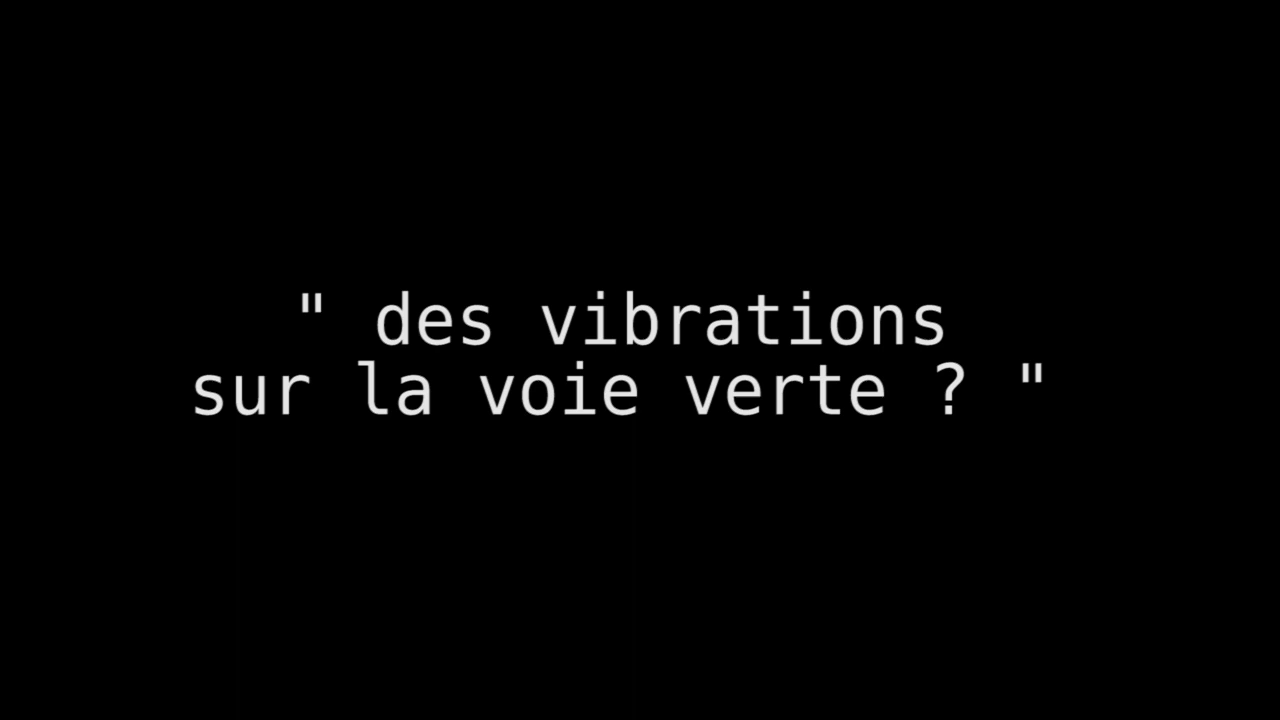 " des vibrations
sur la voie verte ? "